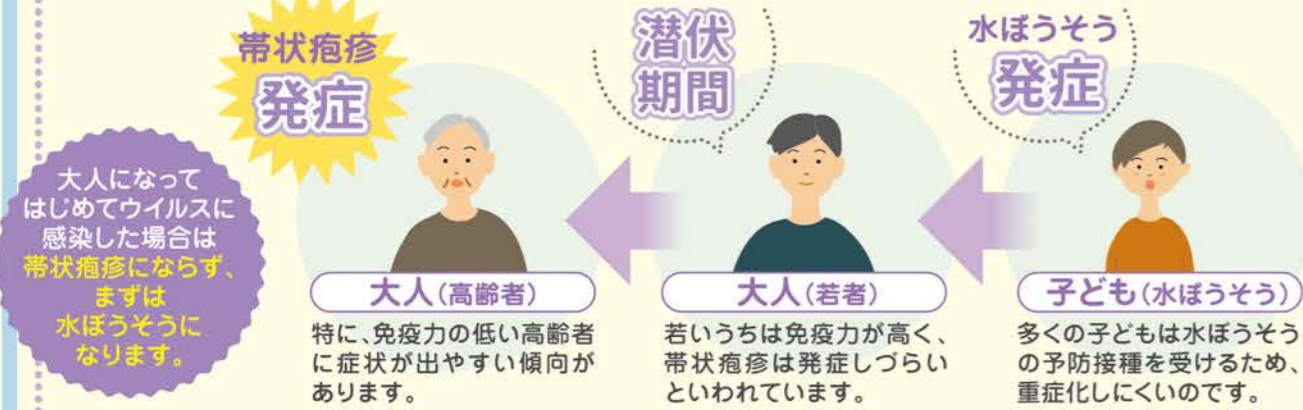 水ぼうそう
発症
子ども（水ぼうそう）
多くの子どもは水ぼうそう
の予防接種を受けるため、
重症化しにくいのです。
潜伏
期間
大人（若者）
若いうちは免疫力が高く、
帯状疱疹は発症しづらい
といわれています。
帯状疱疹
発症
大人（高齢者）
特に、免疫力の低い高齢者
に症状が出やすい傾向が
あります。
大人になって
はじめてウイルスに
感染した場合は
帯状疱疹にならず、
まずは
水ぼうそうに
なります。